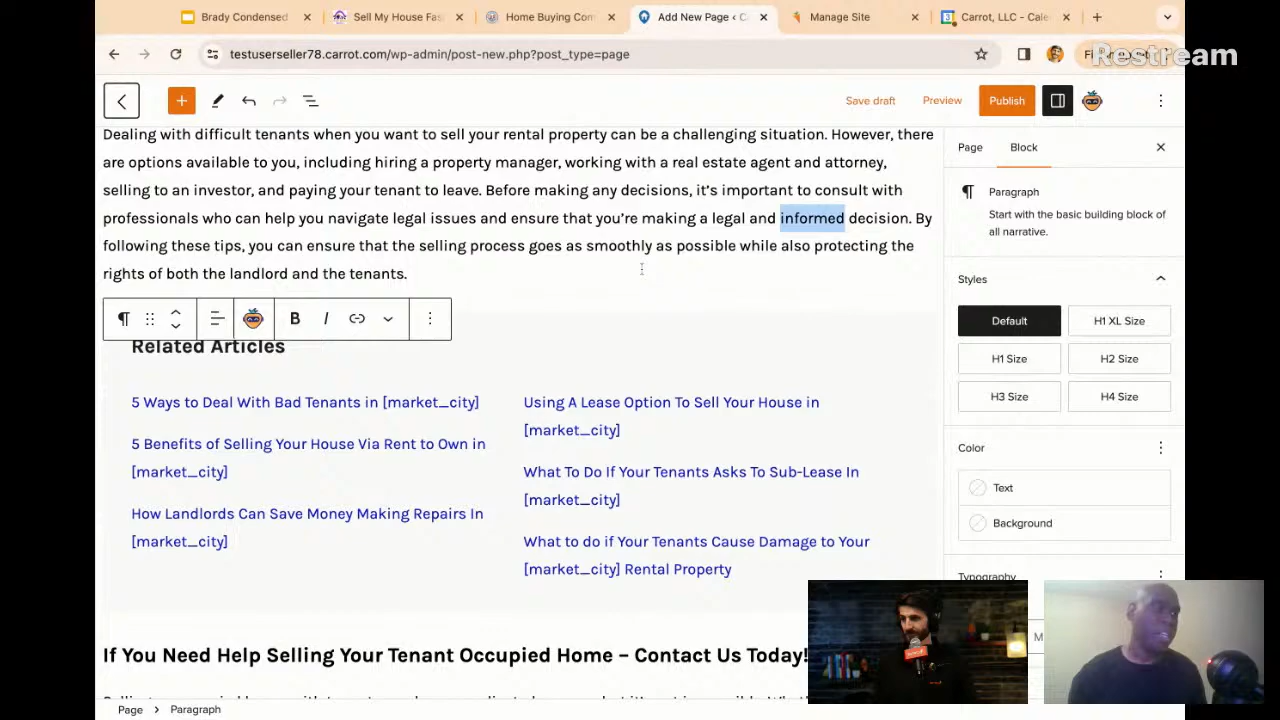 Brady Condensed
Sell My House Fas
Home Buying Con
Add New Page ‹ C
Manage Site
Carrot, LLC - Cale
testuserseller78.carrot.com/wp-admin/post-new.php?post_type=page
Restream
Save draft
Preview
Publish
Dealing with difficult tenants when you want to sell your rental property can be a challenging situation. However, there
are options available to you, including hiring a property manager, working with a real estate agent and attorney,
selling to an investor, and paying your tenant to leave. Before making any decisions, it's important to consult with
professionals who can help you navigate legal issues and ensure that you're making a legal and informed decision. By
following these tips, you can ensure that the selling process goes as smoothly as possible while also protecting the
rights of both the landlord and the tenants.
B I
Related Articles
5 Ways to Deal With Bad Tenants in [market_city]
5 Benefits of Selling Your House Via Rent to Own in
[market_city]
How Landlords Can Save Money Making Repairs In
[market_city]
Using A Lease Option To Sell Your House in
[market_city]
What To Do If Your Tenants Asks To Sub-Lease In
[market_city]
What to do if Your Tenants Cause Damage to Your
[market_city] Rental Property
If You Need Help Selling Your Tenant Occupied Home – Contact Us Today!
Page
Paragraph
Page
Block
Paragraph
Start with the basic building block of
all narrative.
Styles
Default
H1 XL Size
H1 Size
H2 Size
H3 Size
H4 Size
Color
Text
Background
Typography